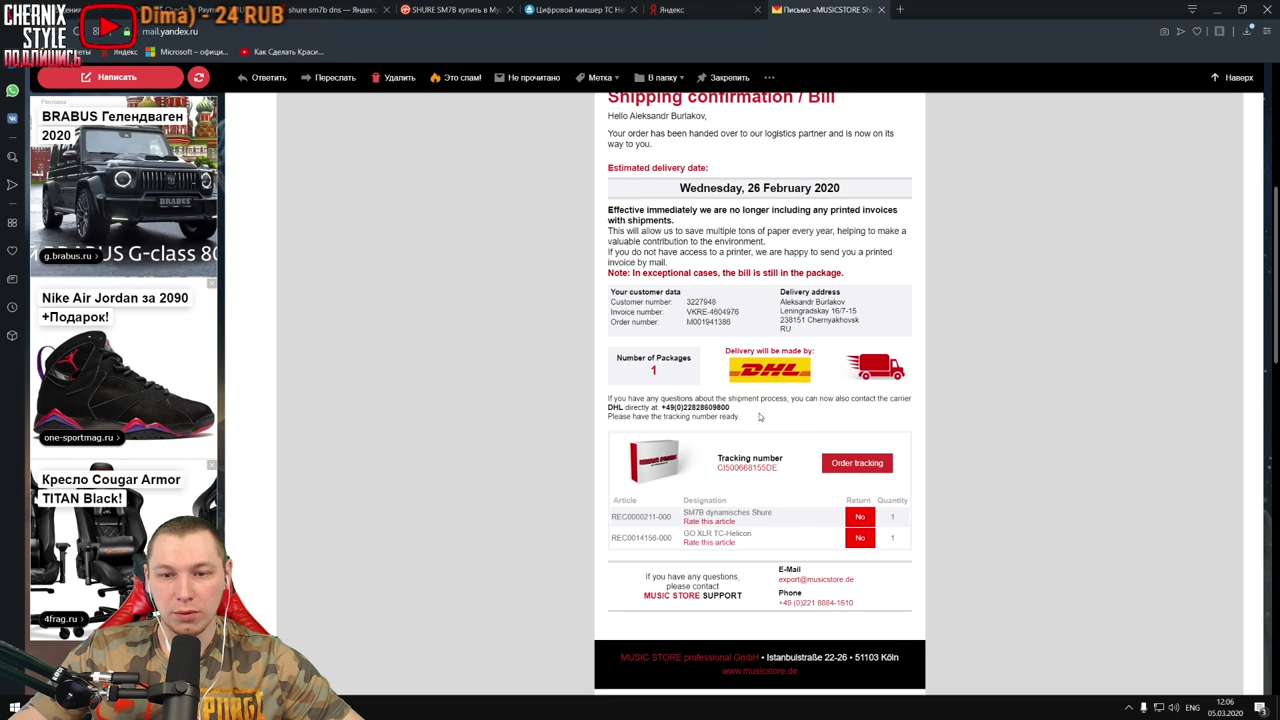 CHERNIX
STYLE
ПОДПИШИСЬ
Dima) - 24 RUB
shure sm7b dns — Яндекс
SHURE SM7B купить в Му
Цифровой микшер TC Hel
Яндекс
Письмо «MUSICSTORE Sh
mail.yandex.ru
Яндекс
Microsoft – офици...
Как Сделать Краси...
Написать
Ответить
Переслать
Удалить
Это спам!
Не прочитано
Метка
В папку
Закрепить
Наверх
Реклама
BRABUS Гелендваген
2020
BRABUS
BRABUS G-class 80
g.brabus.ru
Nike Air Jordan за 2090
+Подарок!
one-sportmag.ru
Кресло Cougar Armor
TITAN Black!
4frag.ru
Shipping confirmation / Bill
Hello Aleksandr Burlakov,
Your order has been handed over to our logistics partner and is now on its
way to you.
Estimated delivery date:
Wednesday, 26 February 2020
Effective immediately we are no longer including any printed invoices
with shipments.
This will allow us to save multiple tons of paper every year, helping to make a
valuable contribution to the environment.
If you do not have access to a printer, we are happy to send you a printed
invoice by mail.
Note: In exceptional cases, the bill is still in the package.
Your customer data
Customer number: 3227948
Invoice number: VKRE-4604976
Order number: M001941386
Delivery address
Aleksandr Burlakov
Leningradskay 16/7-15
238151 Chernyakhovsk
RU
Number of Packages
1
Delivery will be made by:
DHL
If you have any questions about the shipment process, you can now also contact the carrier
DHL directly at: +49(0)22828609800
Please have the tracking number ready.
Tracking number
CI500668155DE
Order tracking
Article Designation Return Quantity
REC0000211-000 SM7B dynamisches Shure No 1
Rate this article
REC0014156-000 GO XLR TC-Helicon No 1
Rate this article
If you have any questions,
please contact
MUSIC STORE SUPPORT
E-Mail
export@musicstore.de
Phone
+49 (0)221 8884-1610
MUSIC STORE professional GmbH • Istanbulstraße 22-26 • 51103 Köln
www.musicstore.de
PUBG
ENG
12:06
05.03.2020
3